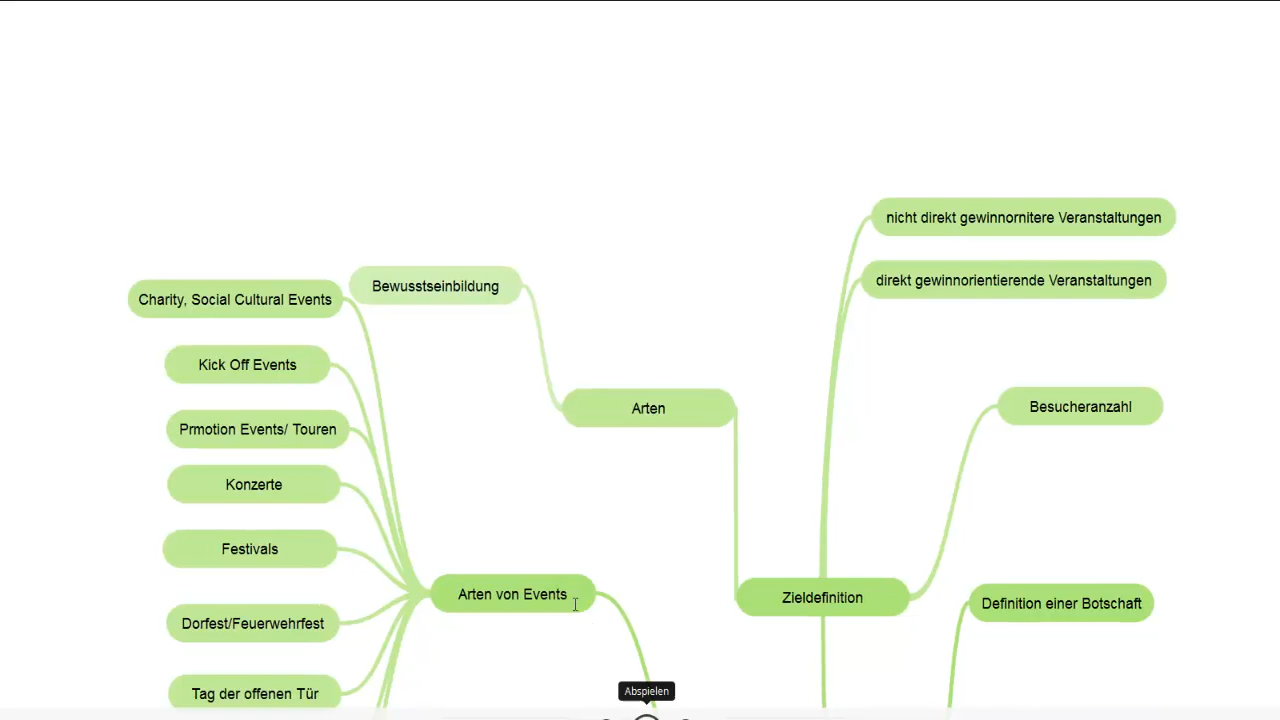 nicht direkt gewinnornitere Veranstaltungen
direkt gewinnorientierende Veranstaltungen
Bewusstseinbildung
Charity, Social Cultural Events
Kick Off Events
Arten
Besucheranzahl
Prmotion Events/ Touren
Konzerte
Festivals
Arten von Events
Zieldefinition
Definition einer Botschaft
Dorfest/Feuerwehrfest
Tag der offenen Tür
Abspielen